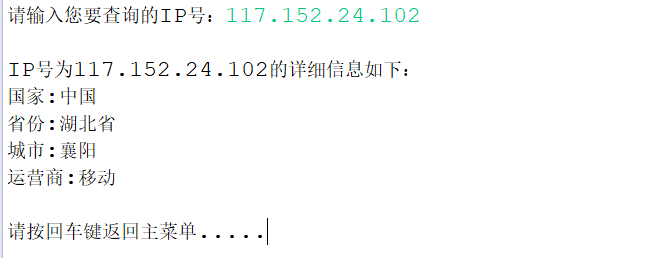 请输入您要查询的IP号：117.152.24.102
IP号为117.152.24.102的详细信息如下：
国家:中国
省份:湖北省
城市:襄阳
运营商:移动
请按回车键返回主菜单.....